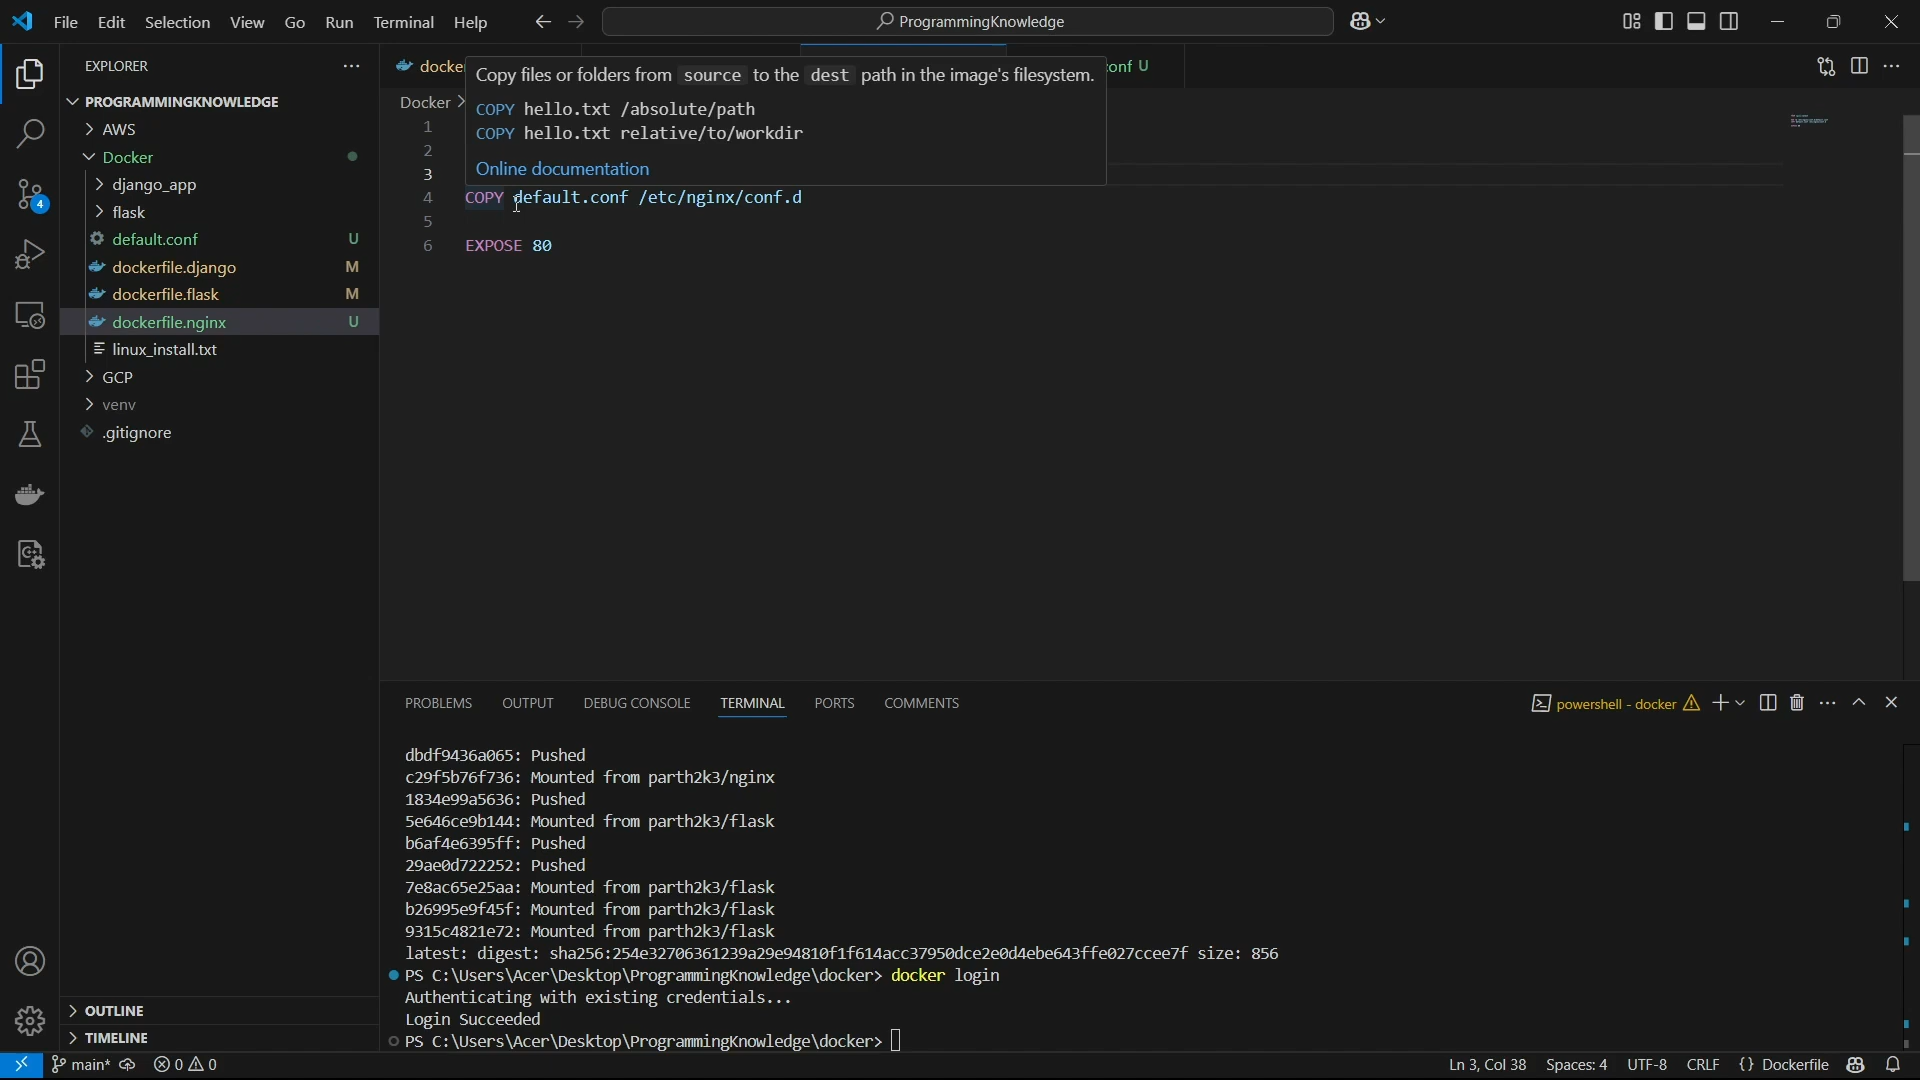 File Edit Selection View Go Run Terminal Help
ProgrammingKnowledge
EXPLORER
PROGRAMMINGKNOWLEDGE
AWS
Docker
django_app
flask
default.conf U
dockerfile.django M
dockerfile.flask M
dockerfile.nginx U
linux_install.txt
GCP
venv
.gitignore
4
OUTLINE
TIMELINE
Docker
Copy files or folders from source to the dest path in the image's filesystem.
COPY hello.txt /absolute/path
COPY hello.txt relative/to/workdir
Online documentation
U
1
2
3
4 COPY default.conf /etc/nginx/conf.d
5
6 EXPOSE 80
PROBLEMS OUTPUT DEBUG CONSOLE TERMINAL PORTS COMMENTS
powershell - docker
dbdf9436a065: Pushed
c29f5b76f736: Mounted from parth2k3/nginx
1834e99a5636: Pushed
5e646ce9b144: Mounted from parth2k3/flask
b6af4e6395ff: Pushed
29ae0d722252: Pushed
7e8ac65e25aa: Mounted from parth2k3/flask
b26995e9f45f: Mounted from parth2k3/flask
9315c4821e72: Mounted from parth2k3/flask
latest: digest: sha256:254e32706361239a29e94810f1f614acc37950dce2e0d4ebe643ffe027ccee7f size: 856
PS C:\Users\Acer\Desktop\ProgrammingKnowledge\docker> docker login
Authenticating with existing credentials...
Login Succeeded
PS C:\Users\Acer\Desktop\ProgrammingKnowledge\docker>
main* 0 0
Ln 3, Col 38 Spaces: 4 UTF-8 CRLF {} Dockerfile